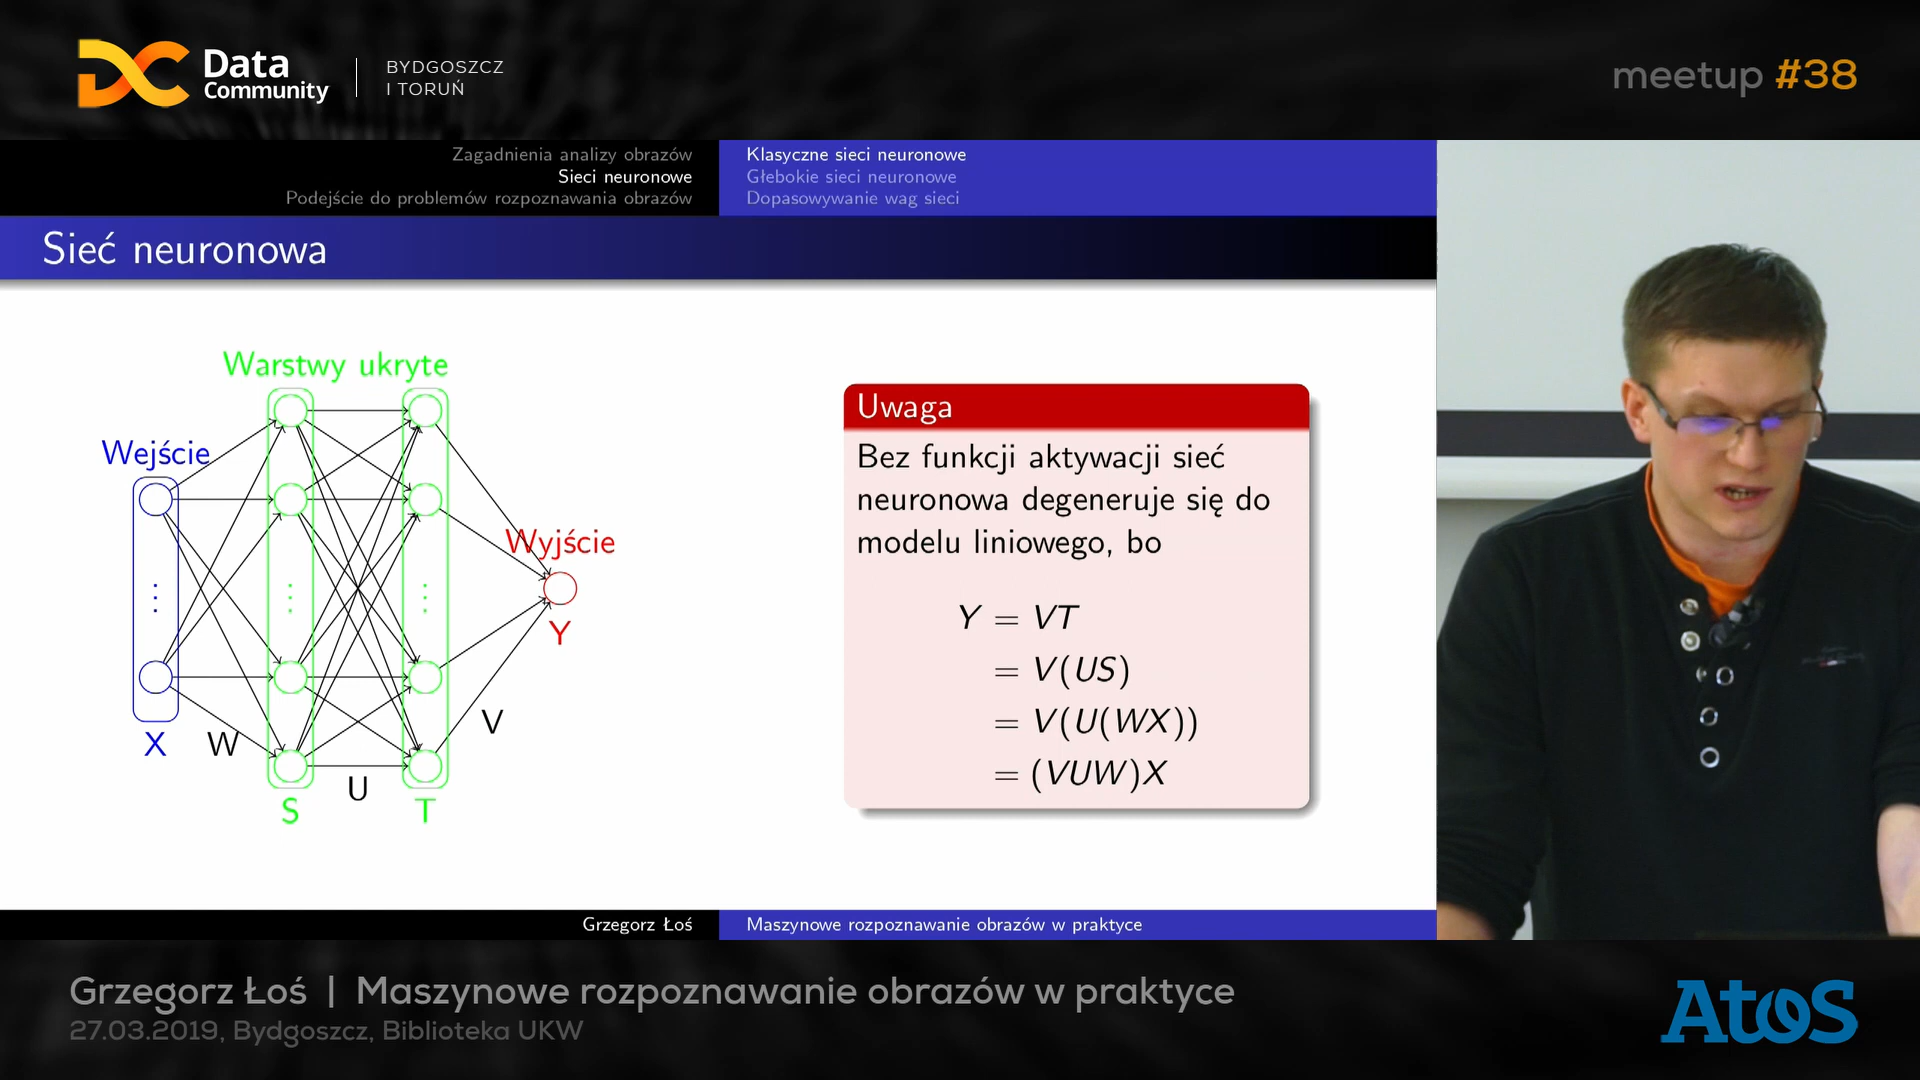 Data
Community
BYDGOSZCZ
I TORUŃ
meetup #38
Zagadnienia analizy obrazów
Sieci neuronowe
Podejście do problemów rozpoznawania obrazów
Klasyczne sieci neuronowe
Głebokie sieci neuronowe
Dopasowywanie wag sieci
Sieć neuronowa
Warstwy ukryte
Wejście
Wyjście
Y
X
W
V
U
S
T
Uwaga
Bez funkcji aktywacji sieć
neuronowa degeneruje się do
modelu liniowego, bo
Y = VT
= V(US)
= V(U(WX))
= (VUW)X
Grzegorz Łoś
Maszynowe rozpoznawanie obrazów w praktyce
Grzegorz Łoś | Maszynowe rozpoznawanie obrazów w praktyce
27.03.2019, Bydgoszcz, Biblioteka UKW
Atos